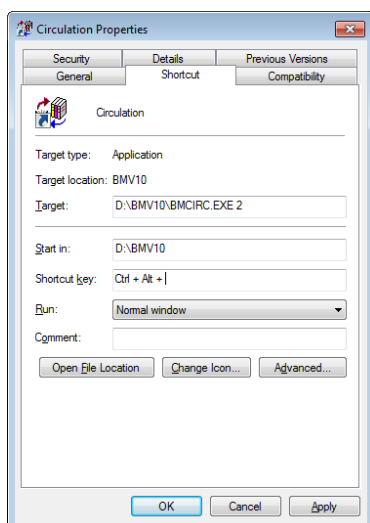 Circulation Properties
Security Details Previous Versions
General Shortcut Compatibility
Circulation
Target type: Application
Target location: BMV10
Target: D:\BMV10\BMCIRC.EXE 2
Start in: D:\BMV10
Shortcut key: Ctrl + Alt +
Run: Normal window
Comment:
Open File Location Change Icon... Advanced...
OK Cancel Apply